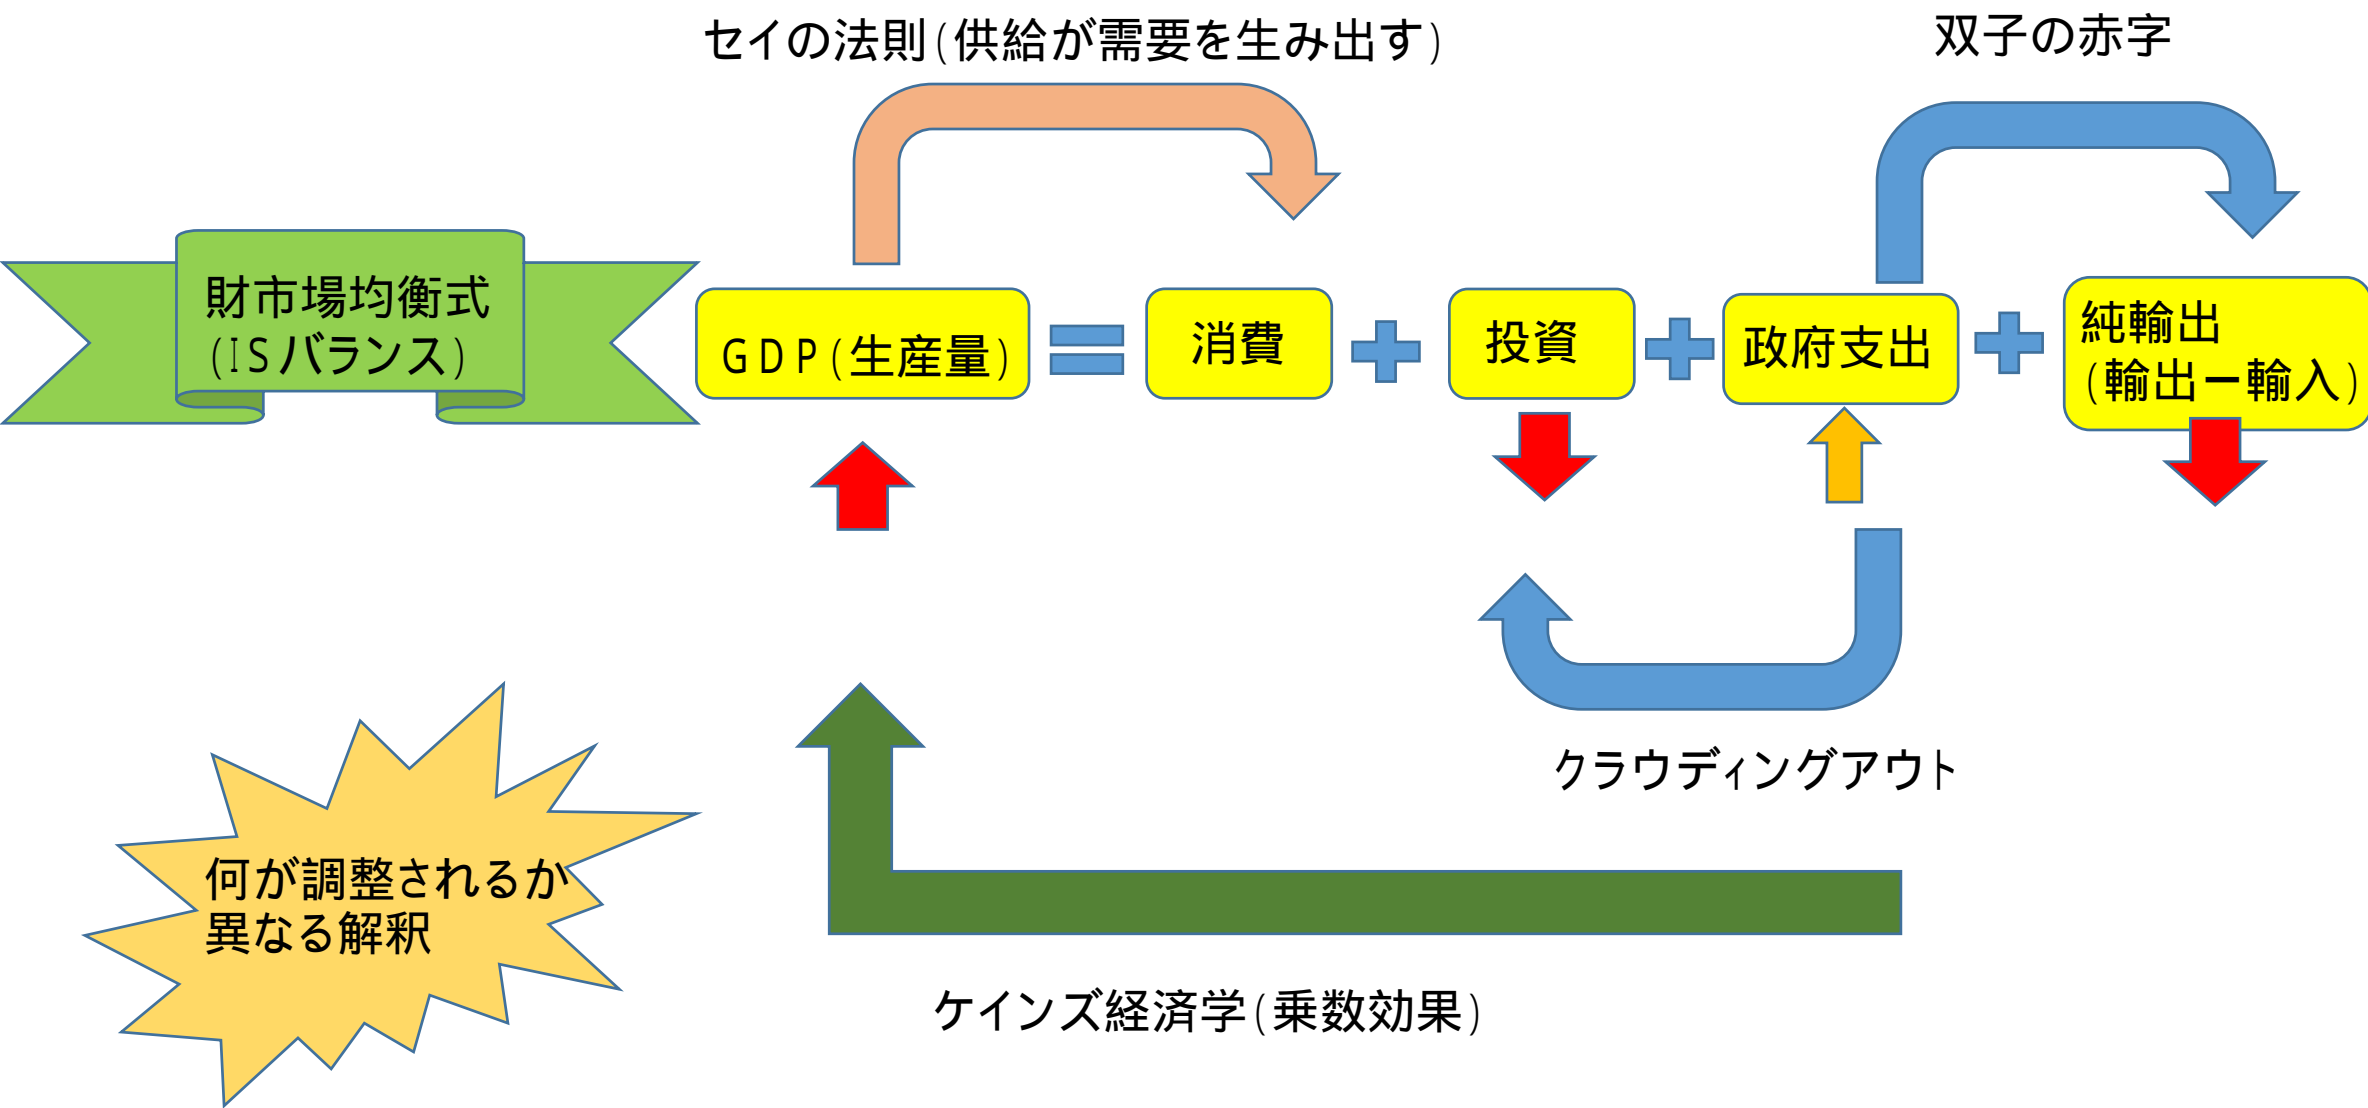 セイの法則(供給が需要を生み出す)
双子の赤字
財市場均衡式
(ISバランス)
GDP(生産量)
消費
投資
政府支出
純輸出
(輸出ー輸入)
クラウディングアウト
何が調整されるか
異なる解釈
ケインズ経済学(乗数効果)